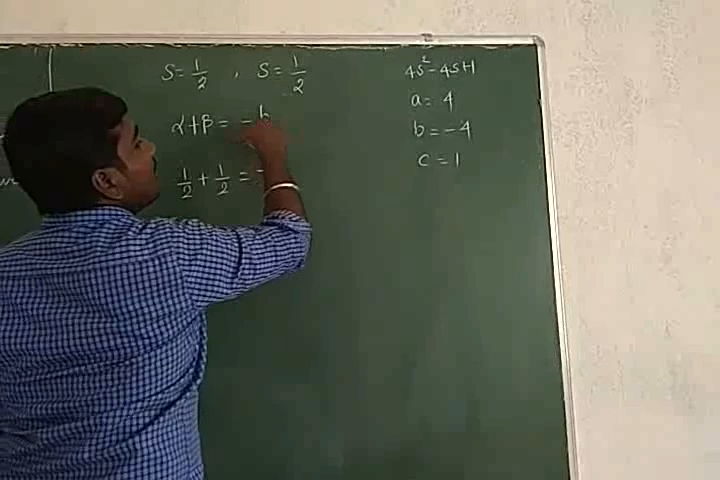 S = 1/2 , S = 1/2
α + β = - b
1/2 + 1/2 = -
4S² - 4S+1
a = 4
b = -4
c = 1